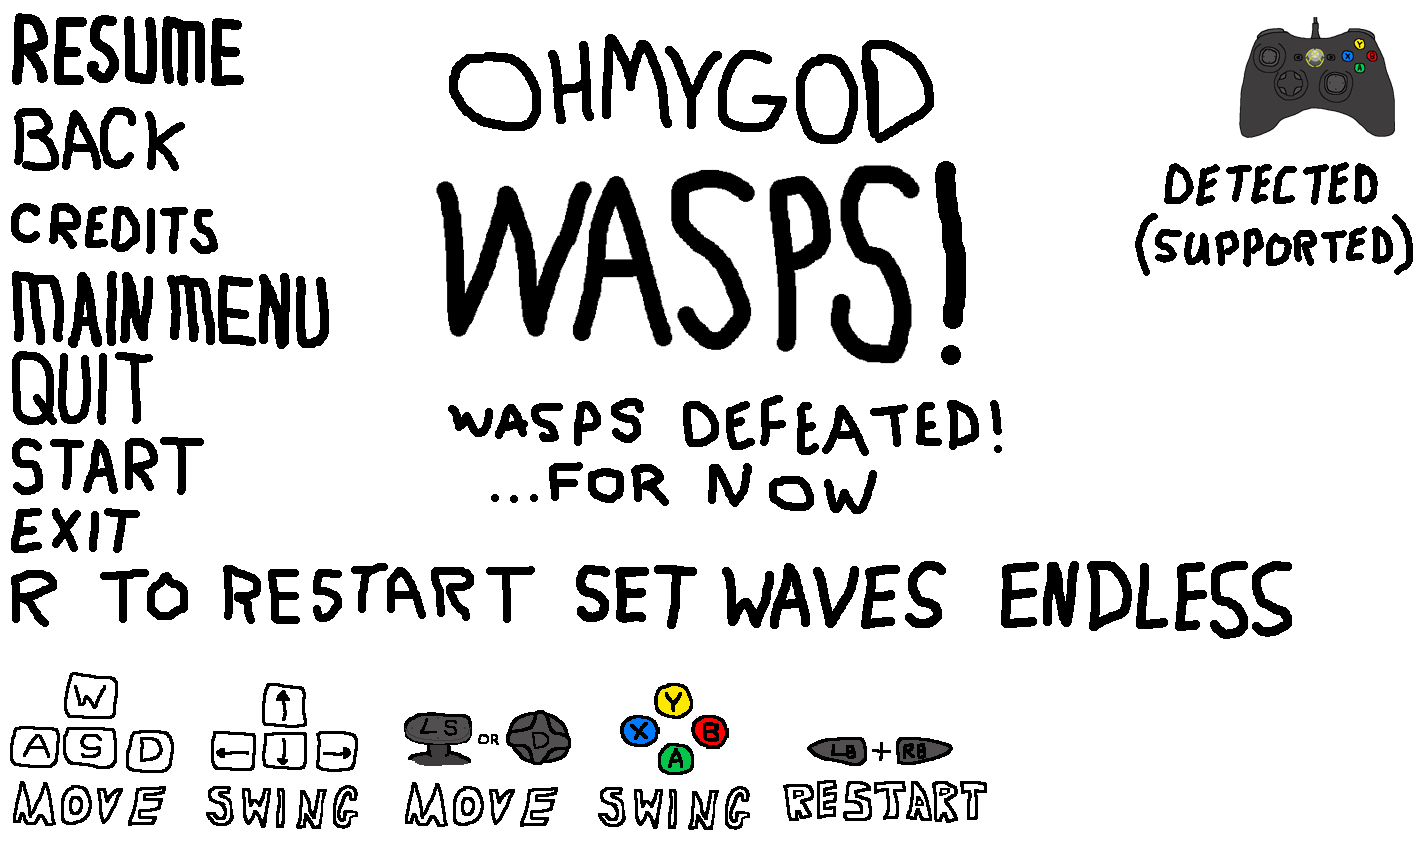 RESUME
BACK
CREDITS
MAIN MENU
QUIT
START
EXIT
OHMYGOD
WASPS!
WASPS DEFEATED!
...FOR NOW
DETECTED
(SUPPORTED)
R TO RESTART SET WAVES ENDLESS
W
A S D
MOVE
↑
← ↓ →
SWING
LS OR D
MOVE
Y
X B
A
SWING
LB + RB
RESTART